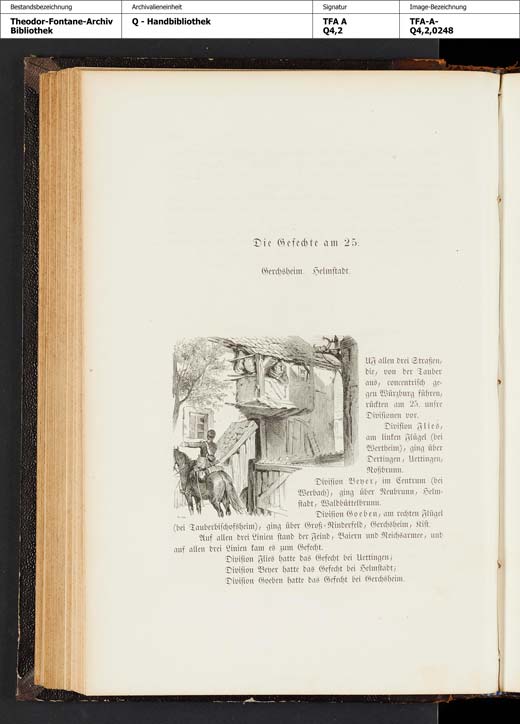 Bestandsbezeichnung
Archivalieneinheit
Signatur
Image-Bezeichnung
Theodor-Fontane-Archiv
Bibliothek
Q - Handbibliothek
TFA A
Q4,2
TFA-A-
Q4,2,0248
Die Gefechte am 25.
Gerchsheim. Helmstadt.
Uf allen drei Straßen,
die, von der Tauber
aus, concentrisch ge-
gen Würzburg führen,
rückten am 25. unsre
Divisionen vor.
Division Flies,
am linken Flügel (bei
Wertheim), ging über
Dertingen, Uettingen,
Roßbrunn.
Division Beyer, im Centrum (bei
Werbach), ging über Neubrunn, Helm-
stadt, Waldbüttelbrunn.
Division Goeben, am rechten Flügel
(bei Tauberbischofsheim), ging über Groß-Rinderfeld, Gerchsheim, Kist.
Auf allen drei Linien stand der Feind, Baiern und Reichsarmee, und
auf allen drei Linien kam es zum Gefecht.
Division Flies hatte das Gefecht bei Uettingen;
Division Beyer hatte das Gefecht bei Helmstadt;
Division Goeben hatte das Gefecht bei Gerchsheim.